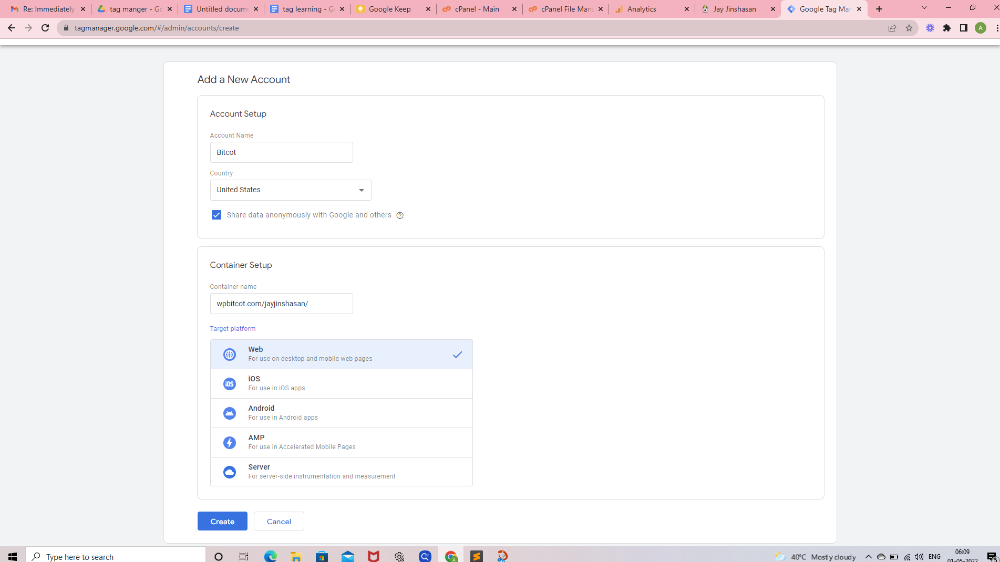 Re: Immediately
tag manger - Go
Untitled docume
tag learning - G
Google Keep
cPanel - Main
cPanel File Mana
Analytics
Jay Jinshasan
Google Tag Man
tagmanager.google.com/#/admin/accounts/create
A
Add a New Account
Account Setup
Account Name
Bitcot
Country
United States
Share data anonymously with Google and others
Container Setup
Container name
wpbitcot.com/jayjinshasan/
Target platform
Web
For use on desktop and mobile web pages
iOS
iOS
For use in iOS apps
Android
For use in Android apps
AMP
For use in Accelerated Mobile Pages
Server
For server-side instrumentation and measurement
Create
Cancel
Type here to search
40°C Mostly cloudy
ENG
06:09
01-05-2022